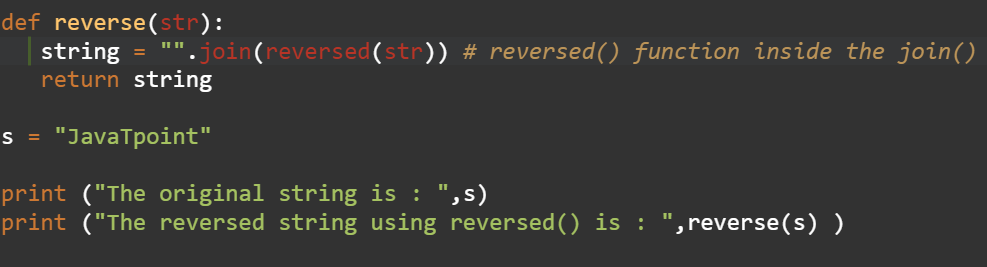 def reverse(str):
   string = "".join(reversed(str)) # reversed() function inside the join()
   return string
s = "JavaTpoint"
print ("The original string is : ",s)
print ("The reversed string using reversed() is : ",reverse(s) )